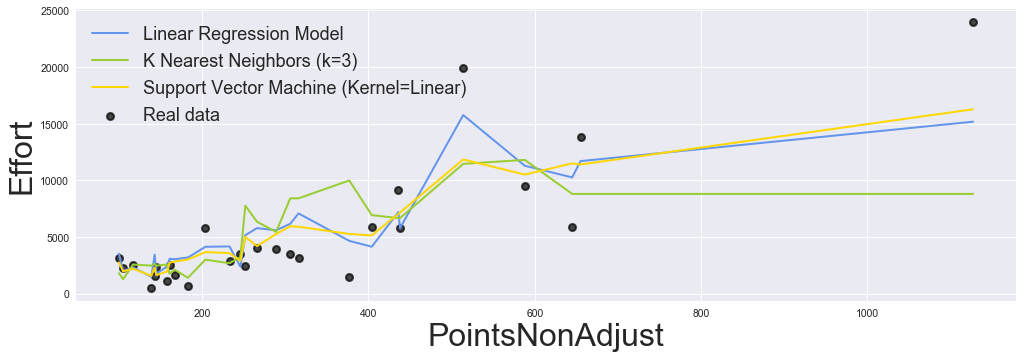 25000
20000
15000
10000
5000
0
Effort
Linear Regression Model
K Nearest Neighbors (k=3)
Support Vector Machine (Kernel=Linear)
Real data
200 400 600 800 1000
PointsNonAdjust